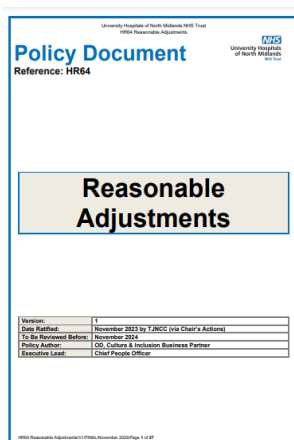 University Hospitals of North Midlands NHS Trust
HR64 Reasonable Adjustments
Policy Document
Reference: HR64
NHS
University Hospitals
of North Midlands
NHS Trust
Reasonable
Adjustments
Version: 1
Date Ratified: November 2023 by TJNCC (via Chair's Actions)
To Be Reviewed Before: November 2024
Policy Author: OD, Culture & Inclusion Business Partner
Executive Lead: Chief People Officer
HR64 Reasonable Adjustments/V1/FINAL/November 2023/Page 1 of 27